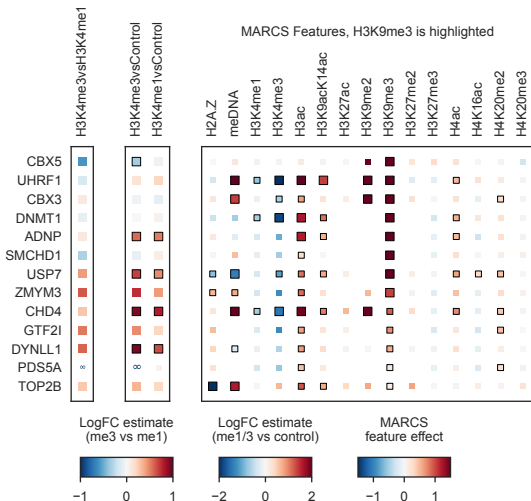 MARCS Features, H3K9me3 is highlighted
H3K4me3vsH3K4me1
H3K4me3vsControl
H3K4me1vsControl
H2A.Z
meDNA
H3K4me1
H3K4me3
H3ac
H3K9acK14ac
H3K27ac
H3K9me2
H3K9me3
H3K27me2
H3K27me3
H4ac
H4K16ac
H4K20me2
H4K20me3
CBX5
UHRF1
CBX3
DNMT1
ADNP
SMCHD1
USP7
ZMYM3
CHD4
GTF2I
DYNLL1
PDS5A ∞ ∞
TOP2B
LogFC estimate
(me3 vs me1)
−1 0 1
LogFC estimate
(me1/3 vs control)
−2 0 2
MARCS
feature effect
−1 0 1